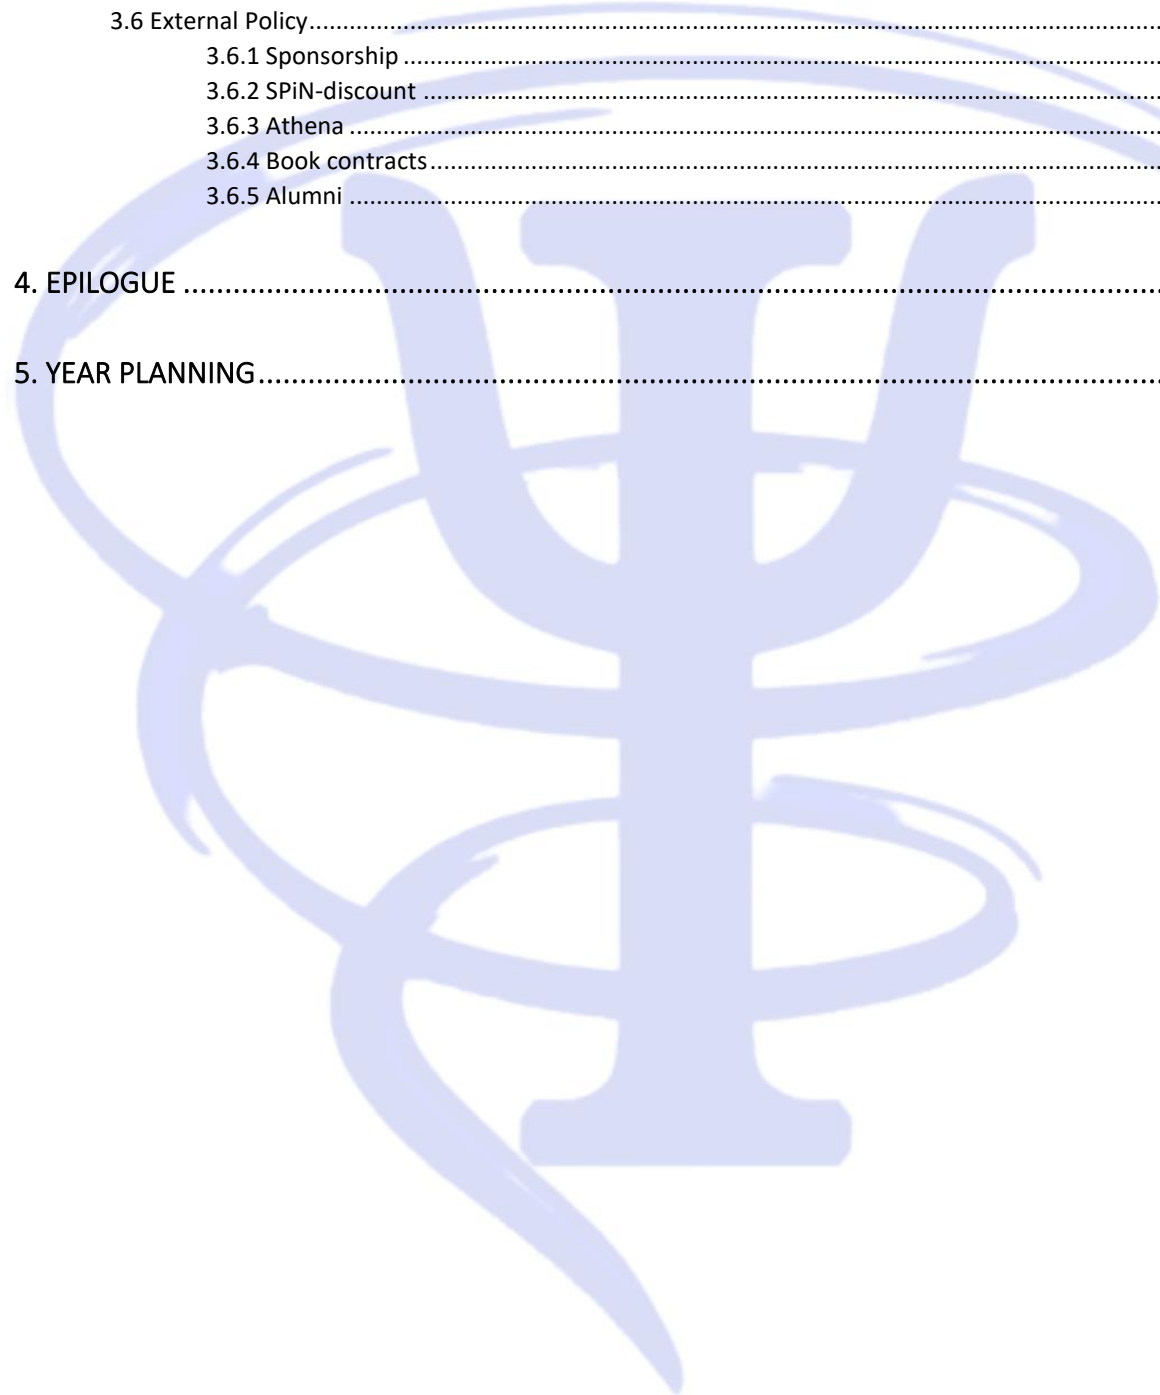 3.6 External Policy........................................................................................................
3.6.1 Sponsorship ........................................................................................................
3.6.2 SPiN-discount ........................................................................................................
3.6.3 Athena ........................................................................................................
3.6.4 Book contracts........................................................................................................
3.6.5 Alumni ........................................................................................................
4. EPILOGUE ........................................................................................................
5. YEAR PLANNING........................................................................................................